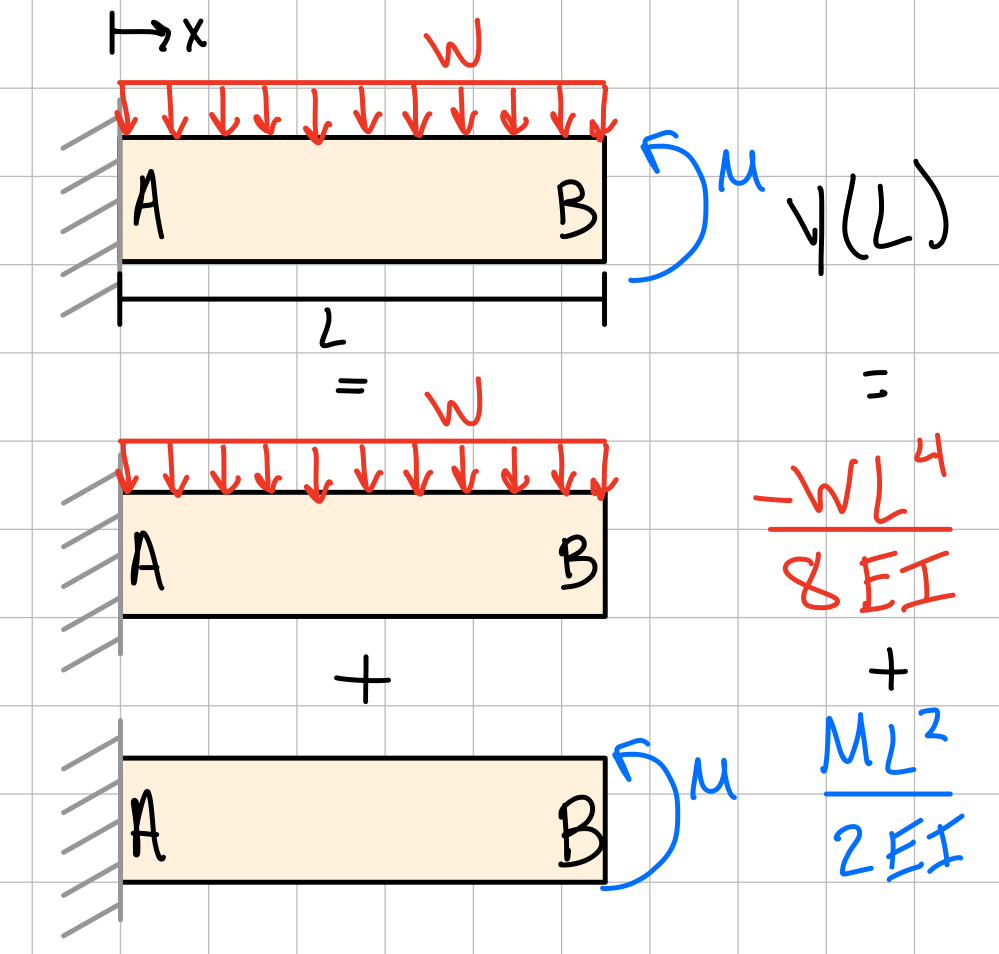 x
w
A B M y(L)
L
= =
w
A B -wL⁴
8EI
+ +
A B M ML²
2EI